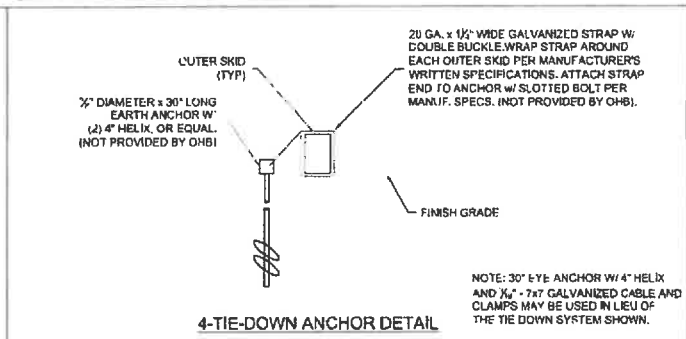 20 GA. x 1¼" WIDE GALVANIZED STRAP W/
DOUBLE BUCKLE.WRAP STRAP AROUND
EACH OUTER SKID PER MANUFACTURER'S
WRITTEN SPECIFICATIONS. ATTACH STRAP
END TO ANCHOR w/ SLOTTED BOLT PER
MANUF. SPECS. (NOT PROVIDED BY OHB).
OUTER SKID
(TYP)
DIAMETER x 30" LONG
EARTH ANCHOR W/
(2) 4" HELIX, OR EQUAL.
(NOT PROVIDED BY OHB)
FINISH GRADE
NOTE: 30" EYE ANCHOR W/ 4" HELIX
AND - 7x7 GALVANIZED CABLE AND
CLAMPS MAY BE USED IN LIEU OF
THE TIE DOWN SYSTEM SHOWN.
4-TIE-DOWN ANCHOR DETAIL